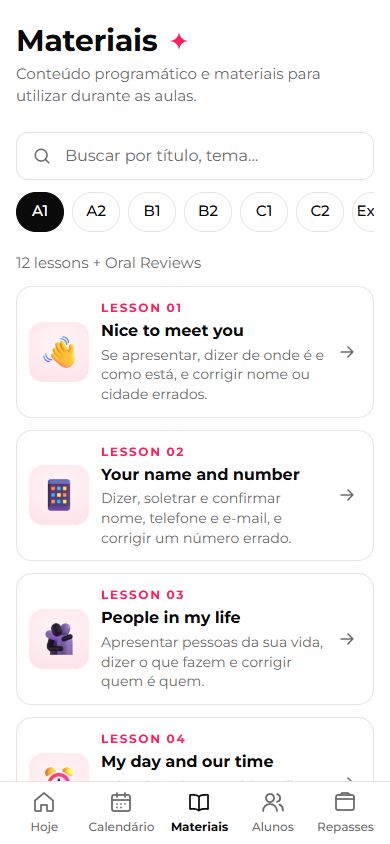 Materiais
Conteúdo programático e materiais para
utilizar durante as aulas.
Buscar por título, tema...
A1 A2 B1 B2 C1 C2 Ex
12 lessons + Oral Reviews
LESSON 01
Nice to meet you
Se apresentar, dizer de onde é e
como está, e corrigir nome ou
cidade errados.
LESSON 02
Your name and number
Dizer, soletrar e confirmar
nome, telefone e e-mail, e
corrigir um número errado.
LESSON 03
People in my life
Apresentar pessoas da sua vida,
dizer o que fazem e corrigir
quem é quem.
LESSON 04
My day and our time
Hoje Calendário Materiais Alunos Repasses